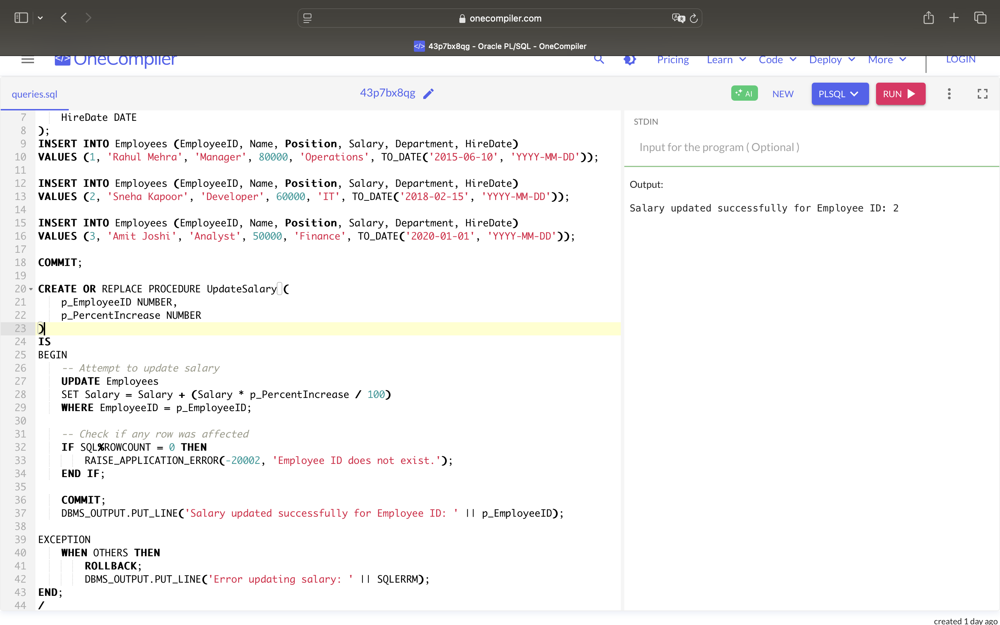 onecompiler.com
</> 43p7bx8qg - Oracle PL/SQL - OneCompiler
</> OneCompiler
Pricing Learn Code Deploy More LOGIN
queries.sql
43p7bx8qg
AI NEW PLSQL RUN
7 HireDate DATE
8 );
9 INSERT INTO Employees (EmployeeID, Name, Position, Salary, Department, HireDate)
10 VALUES (1, 'Rahul Mehra', 'Manager', 80000, 'Operations', TO_DATE('2015-06-10', 'YYYY-MM-DD'));
11
12 INSERT INTO Employees (EmployeeID, Name, Position, Salary, Department, HireDate)
13 VALUES (2, 'Sneha Kapoor', 'Developer', 60000, 'IT', TO_DATE('2018-02-15', 'YYYY-MM-DD'));
14
15 INSERT INTO Employees (EmployeeID, Name, Position, Salary, Department, HireDate)
16 VALUES (3, 'Amit Joshi', 'Analyst', 50000, 'Finance', TO_DATE('2020-01-01', 'YYYY-MM-DD'));
17
18 COMMIT;
19
20 CREATE OR REPLACE PROCEDURE UpdateSalary (
21 p_EmployeeID NUMBER,
22 p_PercentIncrease NUMBER
23 )
24 IS
25 BEGIN
26 -- Attempt to update salary
27 UPDATE Employees
28 SET Salary = Salary + (Salary * p_PercentIncrease / 100)
29 WHERE EmployeeID = p_EmployeeID;
30
31 -- Check if any row was affected
32 IF SQL%ROWCOUNT = 0 THEN
33 RAISE_APPLICATION_ERROR(-20002, 'Employee ID does not exist.');
34 END IF;
35
36 COMMIT;
37 DBMS_OUTPUT.PUT_LINE('Salary updated successfully for Employee ID: ' || p_EmployeeID);
38
39 EXCEPTION
40 WHEN OTHERS THEN
41 ROLLBACK;
42 DBMS_OUTPUT.PUT_LINE('Error updating salary: ' || SQLERRM);
43 END;
44 /
STDIN
Input for the program ( Optional )
Output:
Salary updated successfully for Employee ID: 2
created 1 day ago